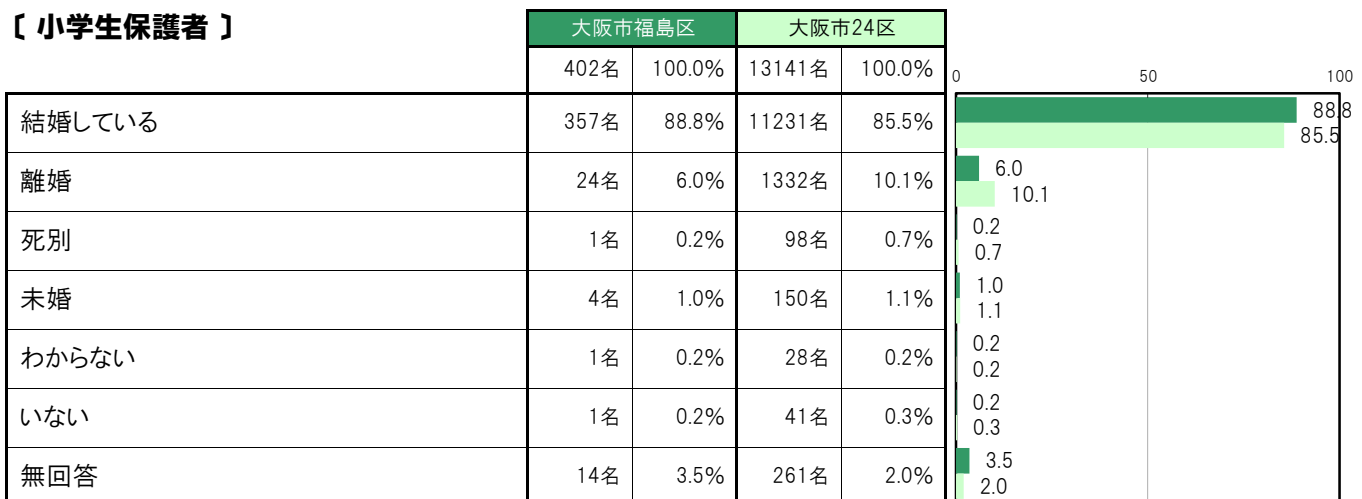 〔 小学生保護者 〕
大阪市福島区 大阪市24区
402名 100.0% 13141名 100.0%
0 50 100
結婚している 357名 88.8% 11231名 85.5%
88.8
85.5
離婚 24名 6.0% 1332名 10.1%
6.0
10.1
死別 1名 0.2% 98名 0.7%
0.2
0.7
未婚 4名 1.0% 150名 1.1%
1.0
1.1
わからない 1名 0.2% 28名 0.2%
0.2
0.2
いない 1名 0.2% 41名 0.3%
0.2
0.3
無回答 14名 3.5% 261名 2.0%
3.5
2.0